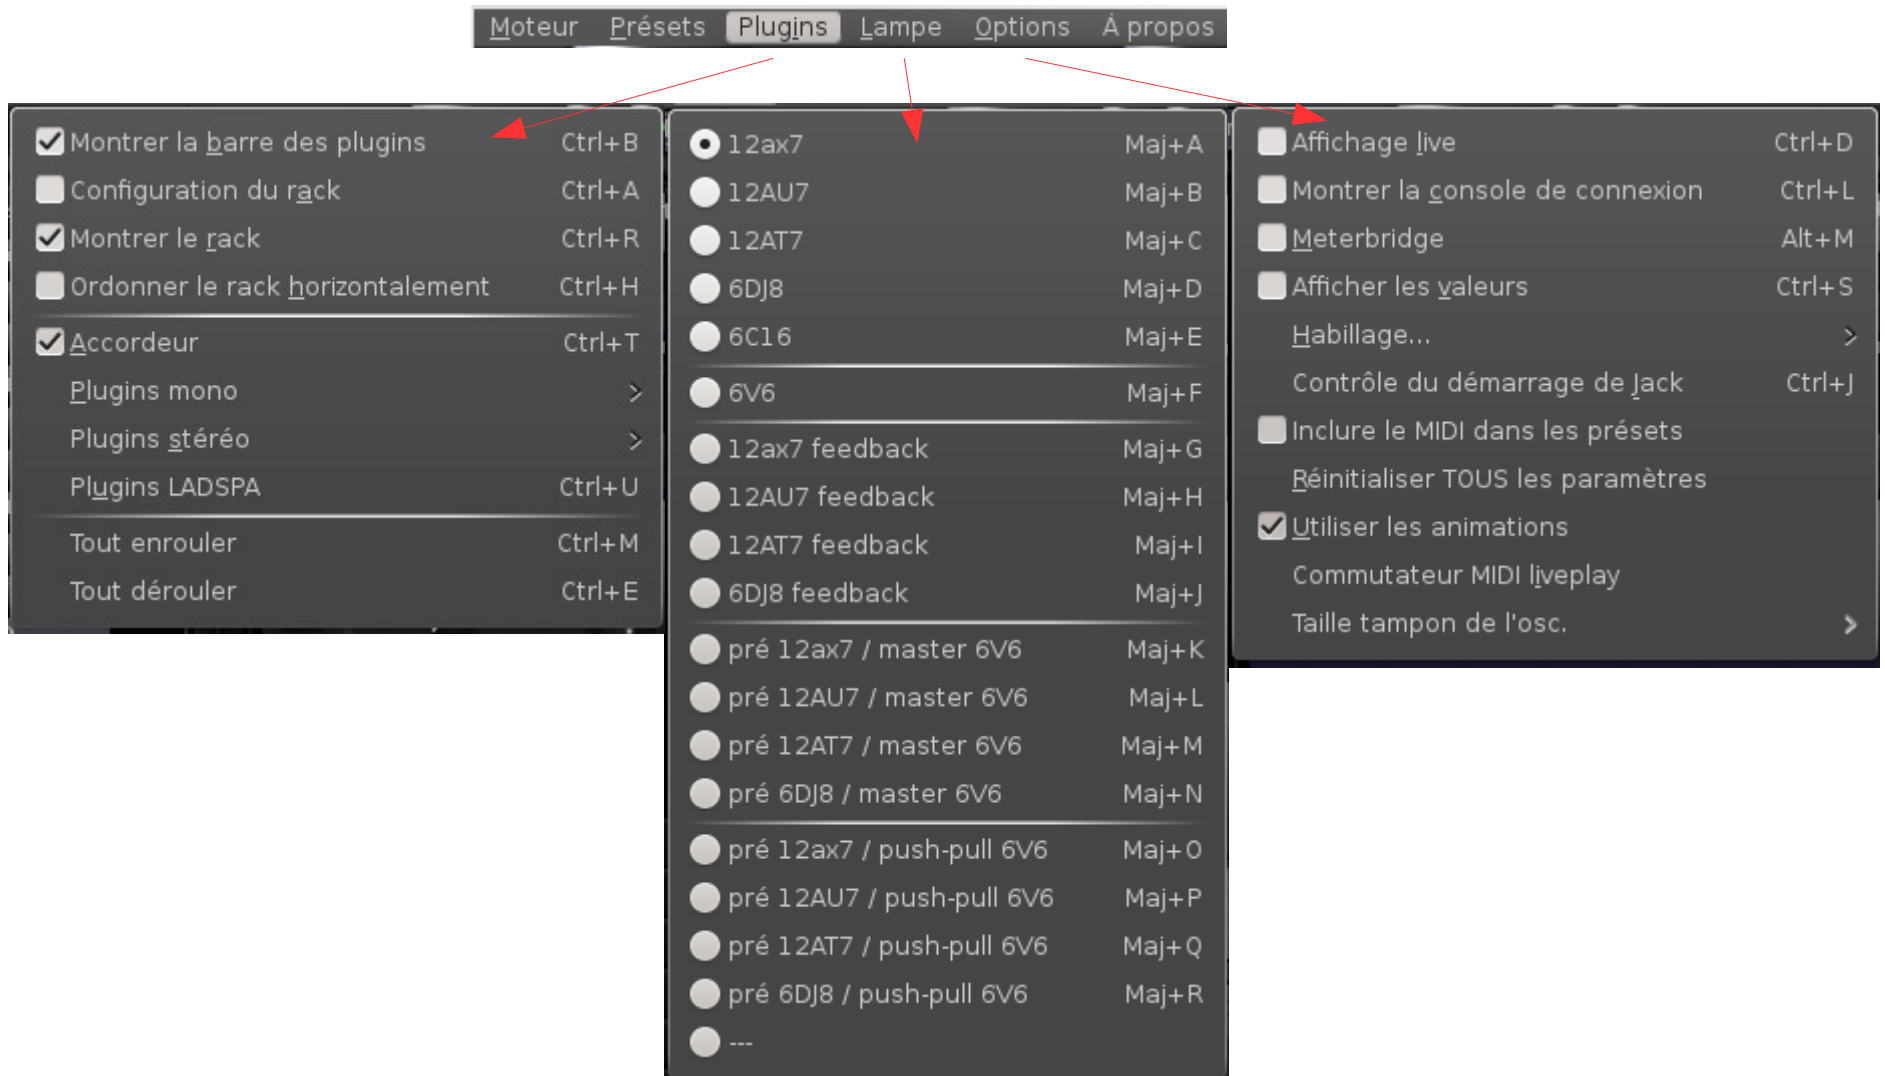 Moteur Présets Plugins Lampe Options À propos
Montrer la barre des plugins Ctrl+B
Configuration du rack Ctrl+A
Montrer le rack Ctrl+R
Ordonner le rack horizontalement Ctrl+H
Accordeur Ctrl+T
Plugins mono
Plugins stéréo
Plugins LADSPA Ctrl+U
Tout enrouler Ctrl+M
Tout dérouler Ctrl+E
12ax7 Maj+A
12AU7 Maj+B
12AT7 Maj+C
6DJ8 Maj+D
6C16 Maj+E
6V6 Maj+F
12ax7 feedback Maj+G
12AU7 feedback Maj+H
12AT7 feedback Maj+I
6DJ8 feedback Maj+J
pré 12ax7 / master 6V6 Maj+K
pré 12AU7 / master 6V6 Maj+L
pré 12AT7 / master 6V6 Maj+M
pré 6DJ8 / master 6V6 Maj+N
pré 12ax7 / push-pull 6V6 Maj+O
pré 12AU7 / push-pull 6V6 Maj+P
pré 12AT7 / push-pull 6V6 Maj+Q
pré 6DJ8 / push-pull 6V6 Maj+R
---
Affichage live Ctrl+D
Montrer la console de connexion Ctrl+L
Meterbridge Alt+M
Afficher les valeurs Ctrl+S
Habillage...
Contrôle du démarrage de Jack Ctrl+J
Inclure le MIDI dans les présets
Réinitialiser TOUS les paramètres
Utiliser les animations
Commutateur MIDI liveplay
Taille tampon de l'osc.